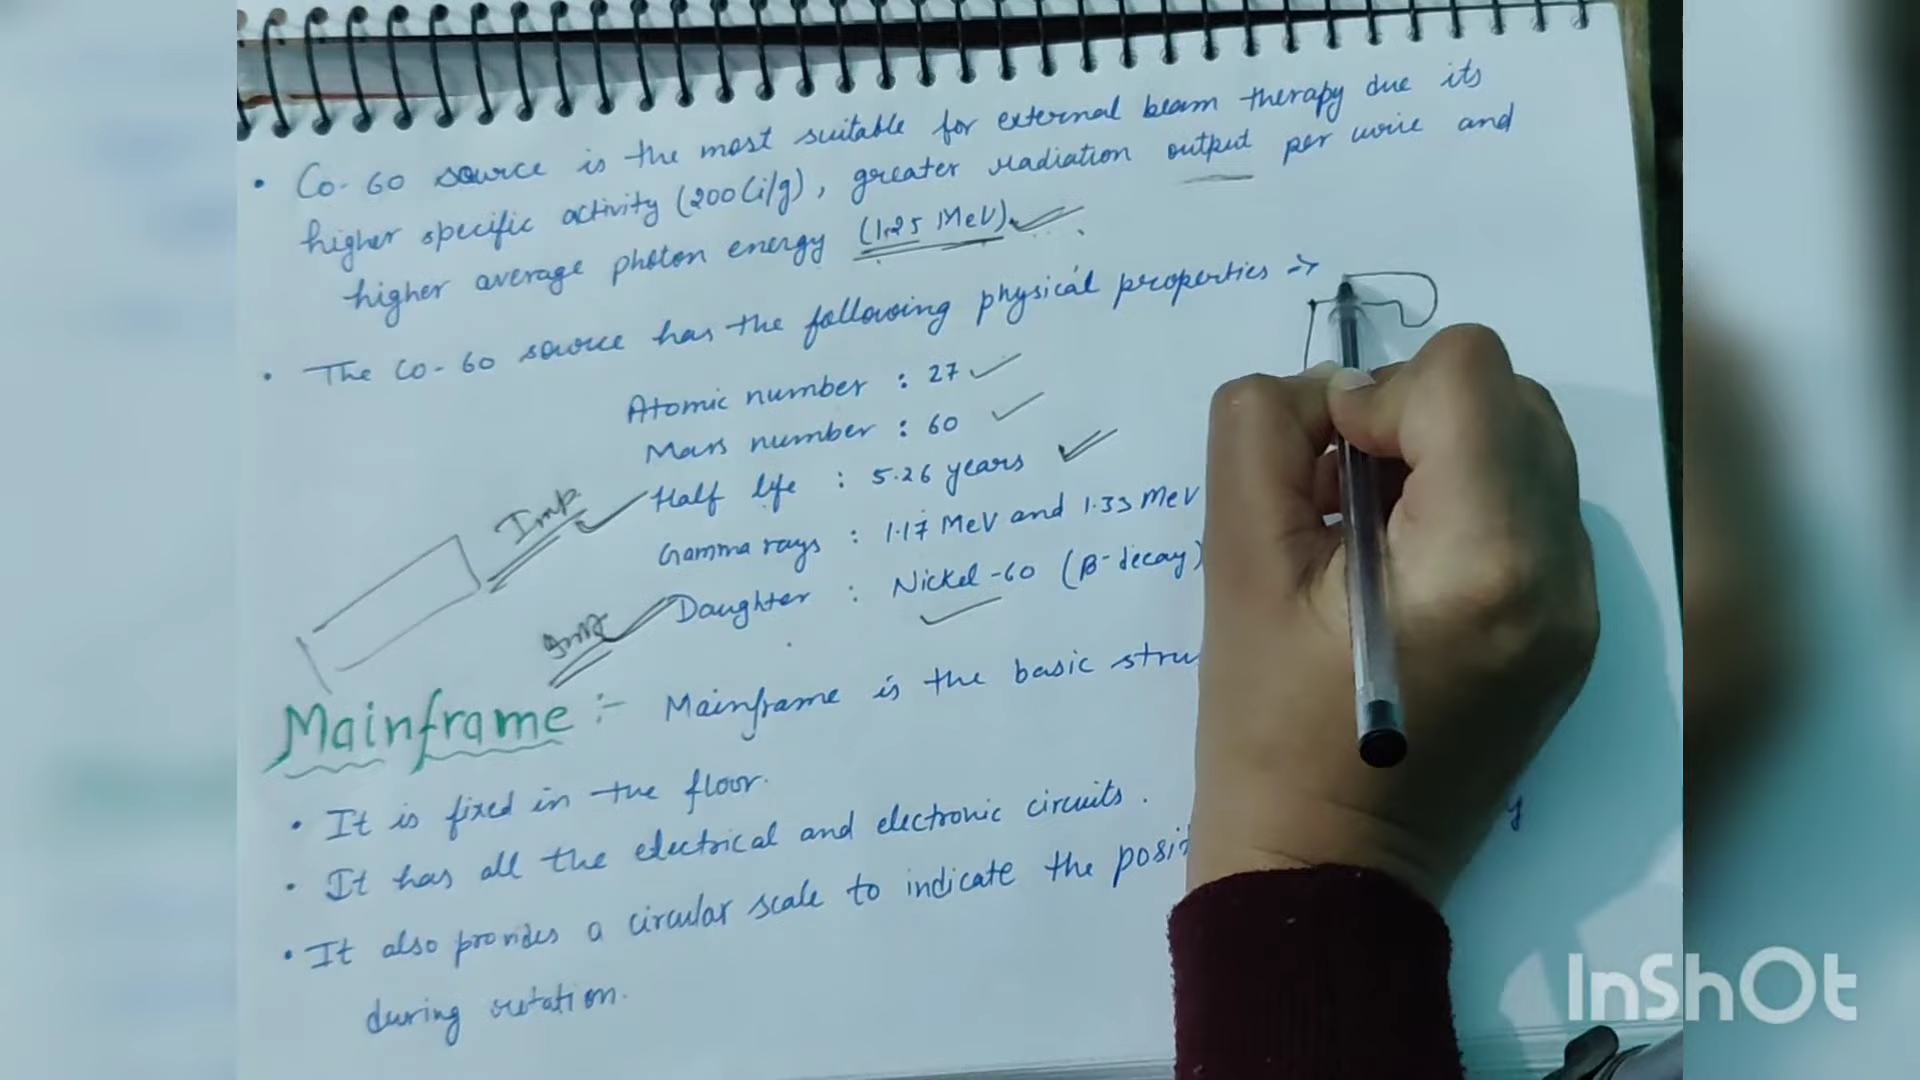 • Co-60 source is the most suitable for external beam therapy due its
higher specific activity (200Ci/g), greater radiation output per curie and
higher average photon energy (1.25 MeV).
• The Co-60 source has the following physical properties :→
Atomic number : 27
Mass number : 60
Imp Half life : 5.26 years
Gamma rays : 1.17 MeV and 1.33 MeV
Imp Daughter : Nickel-60 (β-decay)
Mainframe :- Mainframe is the basic stru
• It is fixed in the floor.
• It has all the electrical and electronic circuits.
• It also provides a circular scale to indicate the posit
during rotation.
InShOt